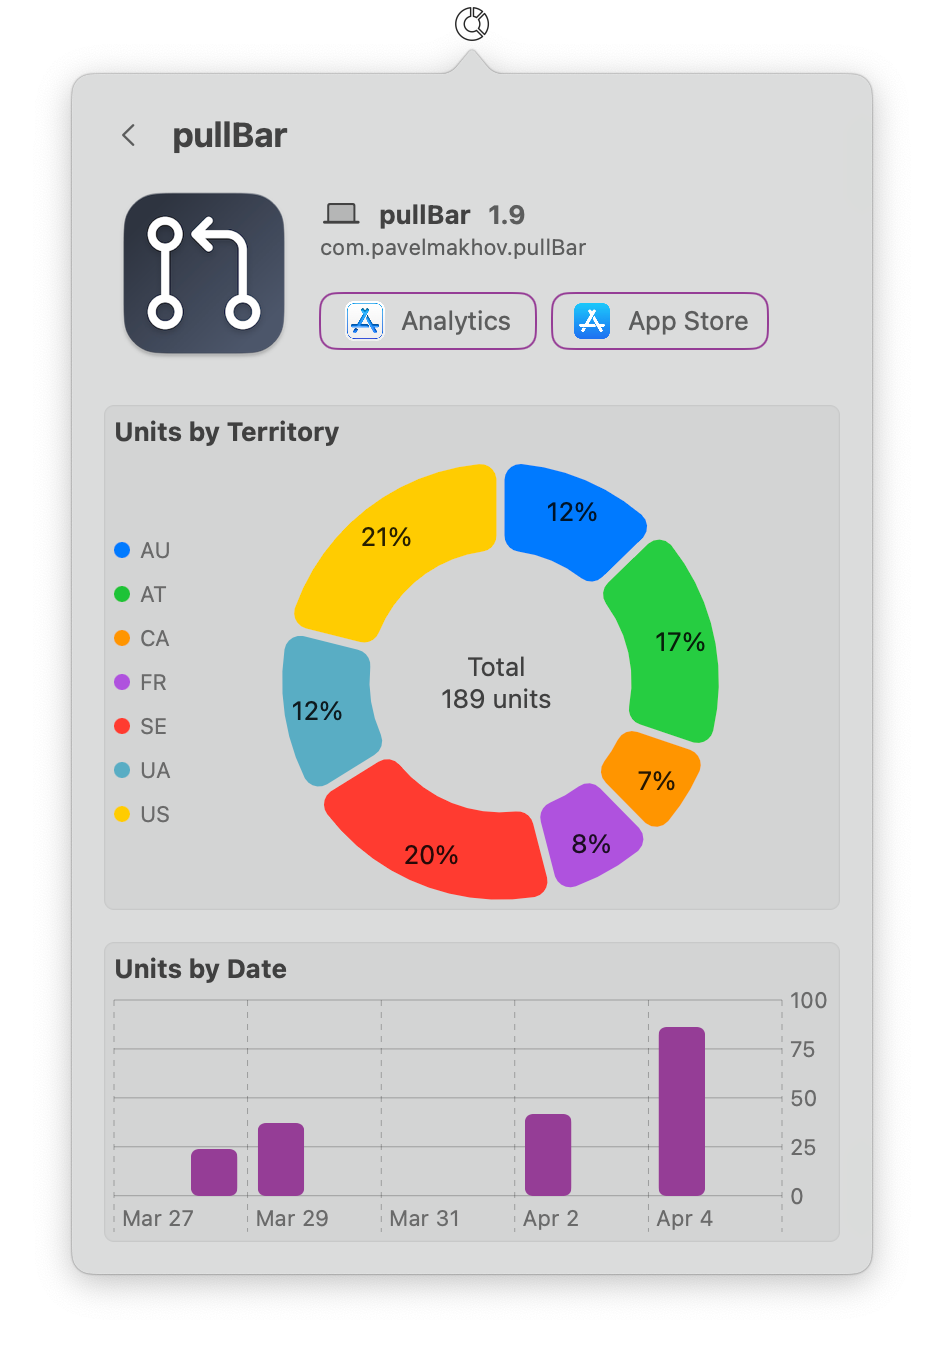 pullBar
pullBar 1.9
com.pavelmakhov.pullBar
Analytics
App Store
Units by Territory
AU
AT
CA
FR
SE
UA
US
12%
17%
7%
8%
20%
12%
21%
Total
189 units
Units by Date
100
75
50
25
0
Mar 27
Mar 29
Mar 31
Apr 2
Apr 4